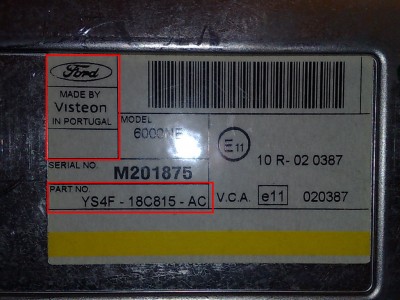 Ford
MADE BY
Visteon
IN PORTUGAL
MODEL
6000NE
E11
10 R- 02 0387
SERIAL NO.
M201875
PART NO.
YS4F - 18C815 - AC
V.C.A.
e11
020387